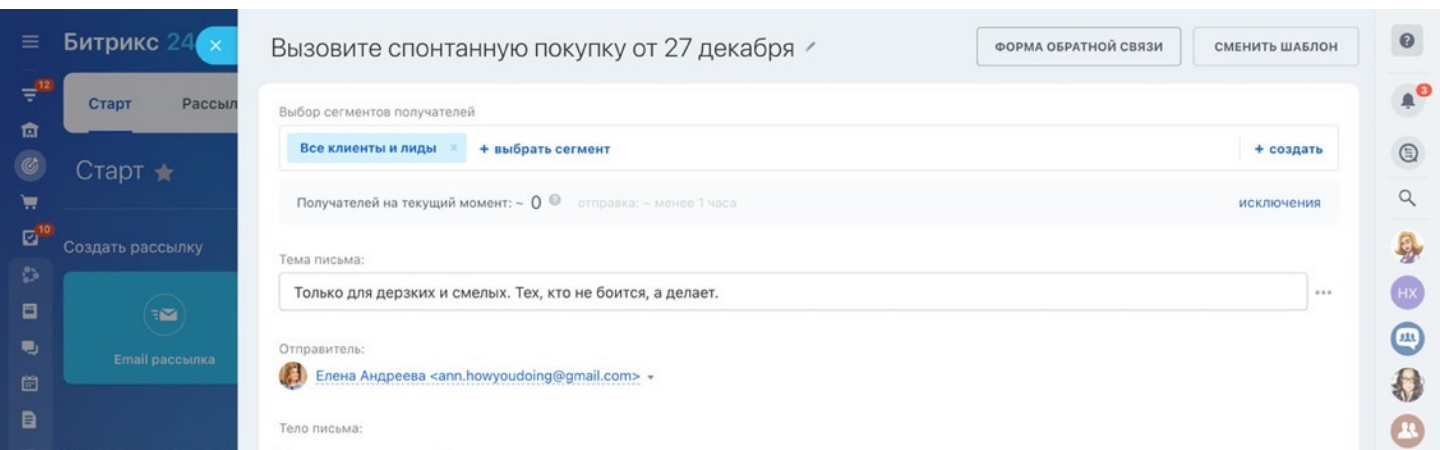 Битрикс 24
Вызовите спонтанную покупку от 27 декабря
ФОРМА ОБРАТНОЙ СВЯЗИ
СМЕНИТЬ ШАБЛОН
12
Старт
Рассыл
3
Выбор сегментов получателей
Все клиенты и лиды × + выбрать сегмент
+ создать
Старт
Получателей на текущий момент: ~ 0 отправка: ~ менее 1 часа
исключения
10
Создать рассылку
Тема письма:
Только для дерзких и смелых. Тех, кто не боится, а делает.
НХ
Email рассылка
Отправитель:
Елена Андреева <ann.howyoudoing@gmail.com>
Тело письма: